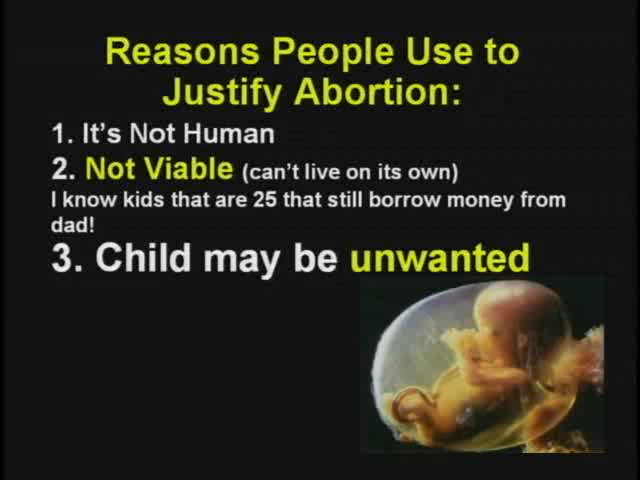 Reasons People Use to
Justify Abortion:
1. It's Not Human
2. Not Viable (can't live on its own)
I know kids that are 25 that still borrow money from
dad!
3. Child may be unwanted